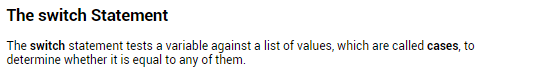 The switch Statement
The switch statement tests a variable against a list of values, which are called cases, to
determine whether it is equal to any of them.